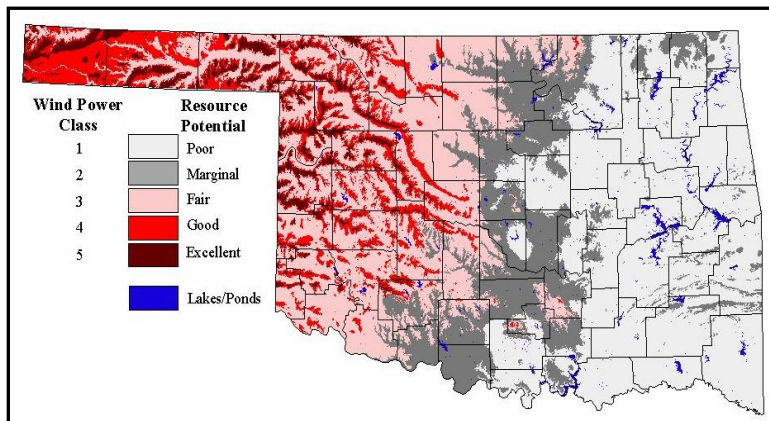 Wind Power Resource
Class Potential
1 Poor
2 Marginal
3 Fair
4 Good
5 Excellent
Lakes/Ponds